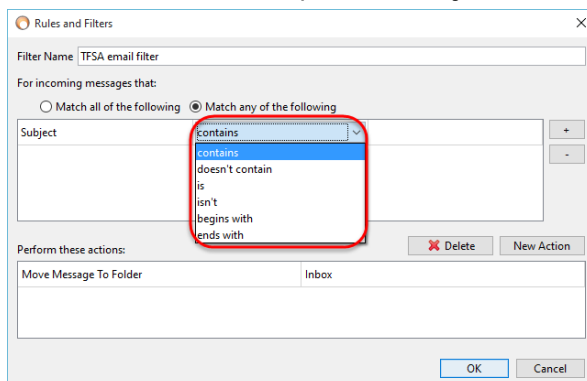 Rules and Filters
Filter Name TFSA email filter
For incoming messages that:
Match all of the following Match any of the following
Subject contains +
contains -
doesn't contain
is
isn't
begins with
ends with
Perform these actions: Delete New Action
Move Message To Folder Inbox
OK Cancel